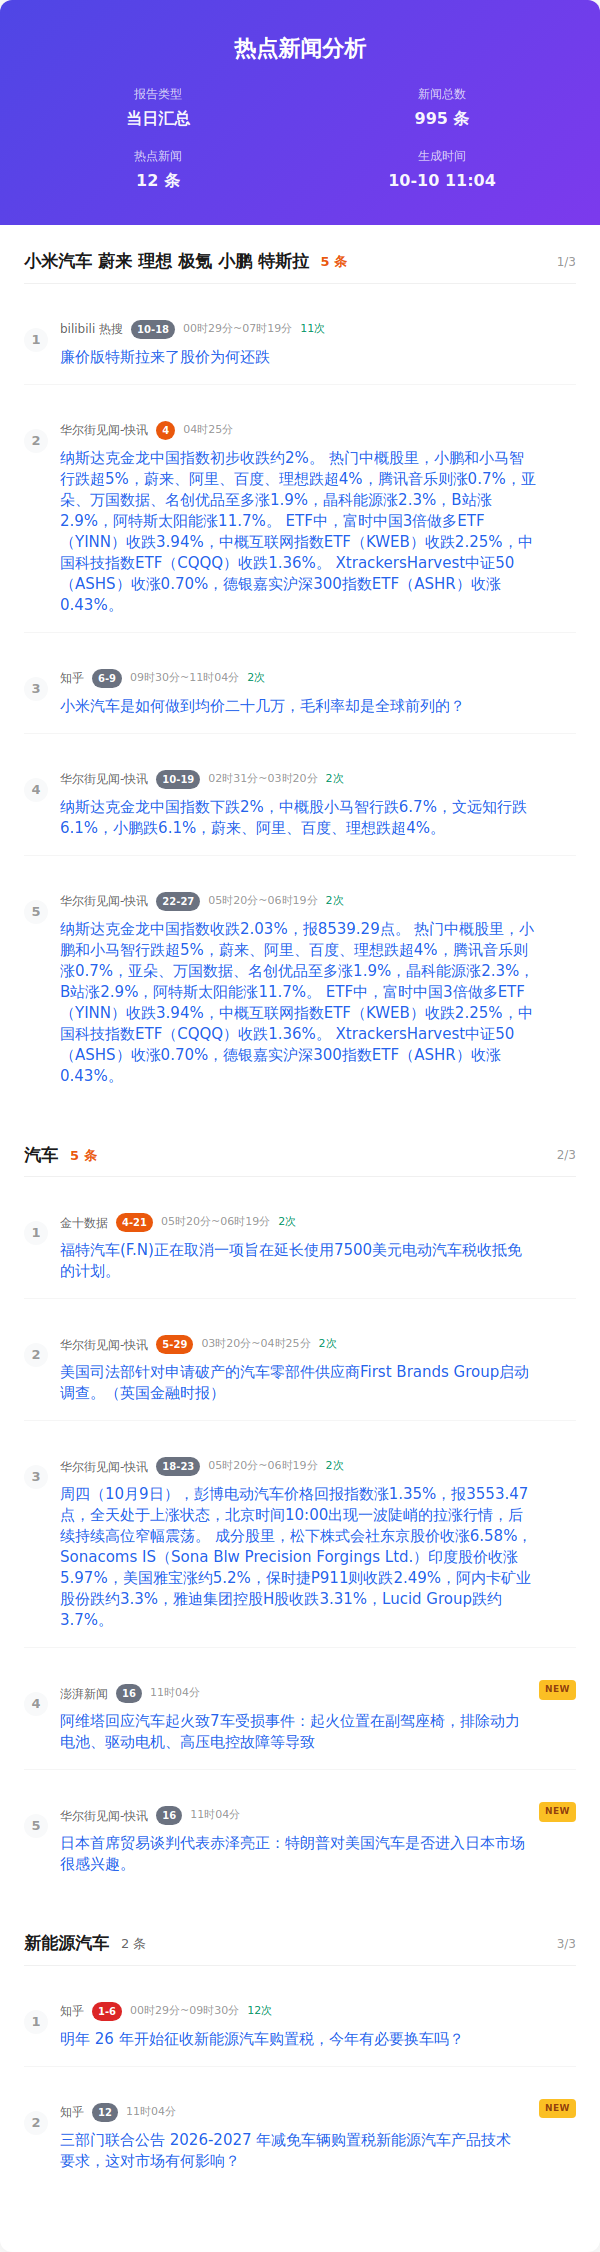 热点新闻分析
报告类型
新闻总数
当日汇总
995 条
热点新闻
生成时间
12 条
10-10 11:04
小米汽车 蔚来 理想 极氪 小鹏 特斯拉 5 条 1/3
1
bilibili 热搜 10-18 00时29分~07时19分 11次
廉价版特斯拉来了股价为何还跌
2
华尔街见闻-快讯 4 04时25分
纳斯达克金龙中国指数初步收跌约2%。 热门中概股里，小鹏和小马智
行跌超5%，蔚来、阿里、百度、理想跌超4%，腾讯音乐则涨0.7%，亚
朵、万国数据、名创优品至多涨1.9%，晶科能源涨2.3%，B站涨
2.9%，阿特斯太阳能涨11.7%。 ETF中，富时中国3倍做多ETF
（YINN）收跌3.94%，中概互联网指数ETF（KWEB）收跌2.25%，中
国科技指数ETF（CQQQ）收跌1.36%。 XtrackersHarvest中证50
（ASHS）收涨0.70%，德银嘉实沪深300指数ETF（ASHR）收涨
0.43%。
3
知乎 6-9 09时30分~11时04分 2次
小米汽车是如何做到均价二十几万，毛利率却是全球前列的？
4
华尔街见闻-快讯 10-19 02时31分~03时20分 2次
纳斯达克金龙中国指数下跌2%，中概股小马智行跌6.7%，文远知行跌
6.1%，小鹏跌6.1%，蔚来、阿里、百度、理想跌超4%。
5
华尔街见闻-快讯 22-27 05时20分~06时19分 2次
纳斯达克金龙中国指数收跌2.03%，报8539.29点。 热门中概股里，小
鹏和小马智行跌超5%，蔚来、阿里、百度、理想跌超4%，腾讯音乐则
涨0.7%，亚朵、万国数据、名创优品至多涨1.9%，晶科能源涨2.3%，
B站涨2.9%，阿特斯太阳能涨11.7%。 ETF中，富时中国3倍做多ETF
（YINN）收跌3.94%，中概互联网指数ETF（KWEB）收跌2.25%，中
国科技指数ETF（CQQQ）收跌1.36%。 XtrackersHarvest中证50
（ASHS）收涨0.70%，德银嘉实沪深300指数ETF（ASHR）收涨
0.43%。
汽车 5 条 2/3
1
金十数据 4-21 05时20分~06时19分 2次
福特汽车(F.N)正在取消一项旨在延长使用7500美元电动汽车税收抵免
的计划。
2
华尔街见闻-快讯 5-29 03时20分~04时25分 2次
美国司法部针对申请破产的汽车零部件供应商First Brands Group启动
调查。（英国金融时报）
3
华尔街见闻-快讯 18-23 05时20分~06时19分 2次
周四（10月9日），彭博电动汽车价格回报指数涨1.35%，报3553.47
点，全天处于上涨状态，北京时间10:00出现一波陡峭的拉涨行情，后
续持续高位窄幅震荡。 成分股里，松下株式会社东京股价收涨6.58%，
Sonacoms IS（Sona Blw Precision Forgings Ltd.）印度股价收涨
5.97%，美国雅宝涨约5.2%，保时捷P911则收跌2.49%，阿内卡矿业
股份跌约3.3%，雅迪集团控股H股收跌3.31%，Lucid Group跌约
3.7%。
4
澎湃新闻 16 11时04分 NEW
阿维塔回应汽车起火致7车受损事件：起火位置在副驾座椅，排除动力
电池、驱动电机、高压电控故障等导致
5
华尔街见闻-快讯 16 11时04分 NEW
日本首席贸易谈判代表赤泽亮正：特朗普对美国汽车是否进入日本市场
很感兴趣。
新能源汽车 2 条 3/3
1
知乎 1-6 00时29分~09时30分 12次
明年 26 年开始征收新能源汽车购置税，今年有必要换车吗？
2
知乎 12 11时04分 NEW
三部门联合公告 2026-2027 年减免车辆购置税新能源汽车产品技术
要求，这对市场有何影响？